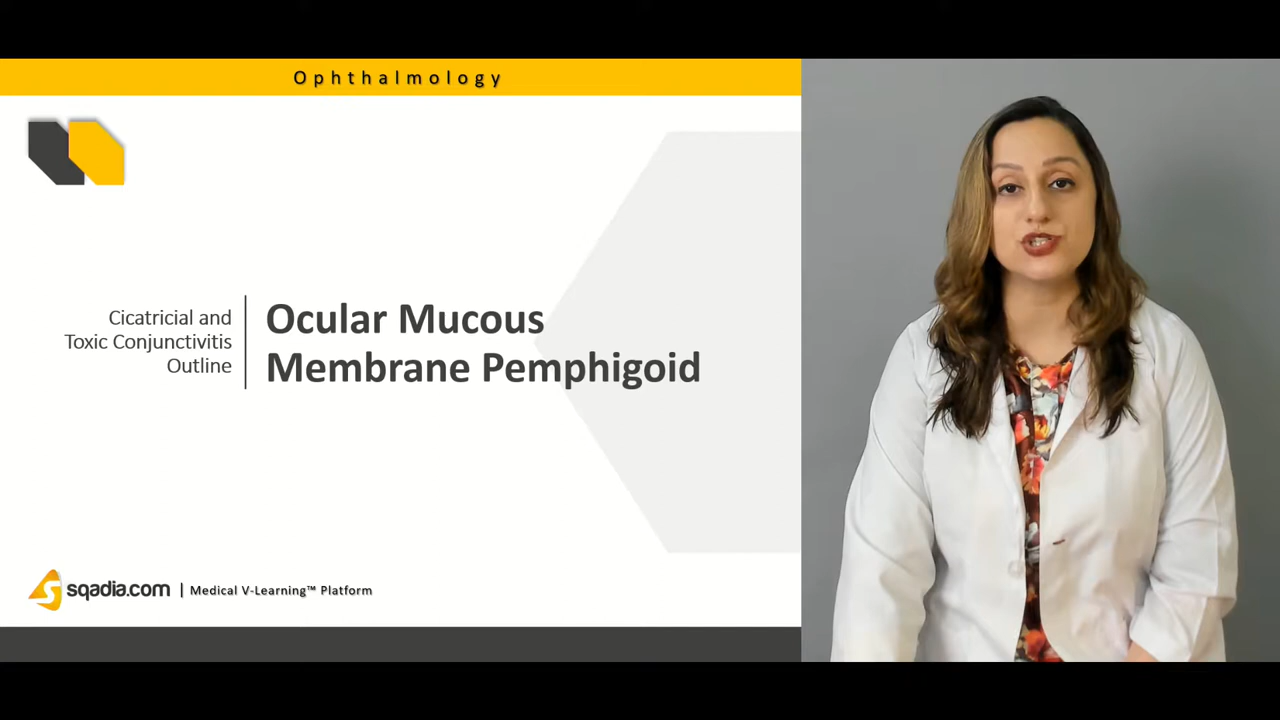 Ophthalmology
Cicatricial and
Toxic Conjunctivitis
Outline
Ocular Mucous
Membrane Pemphigoid
sqadia.com | Medical V-Learning™ Platform